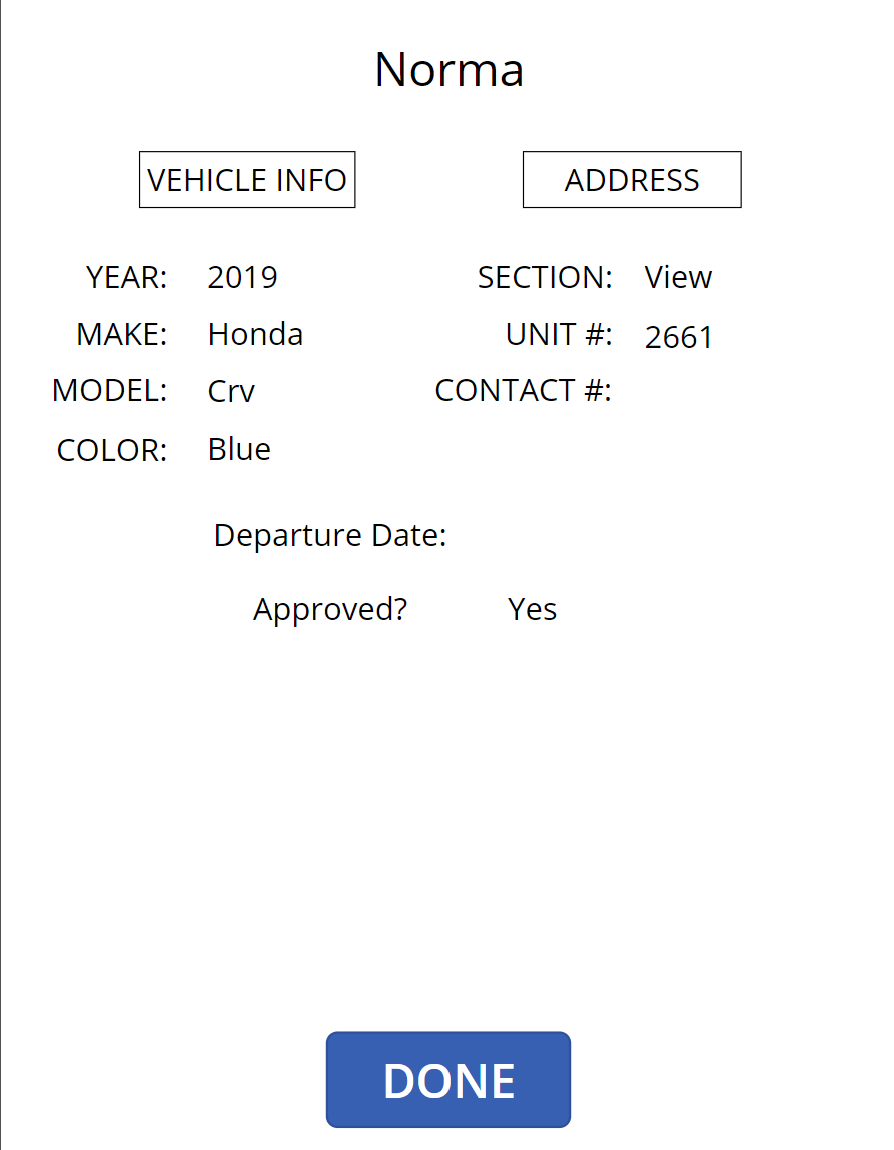 Norma
VEHICLE INFO
ADDRESS
YEAR: 2019
MAKE: Honda
MODEL: Crv
COLOR: Blue
SECTION: View
UNIT #: 2661
CONTACT #:
Departure Date:
Approved? Yes
DONE